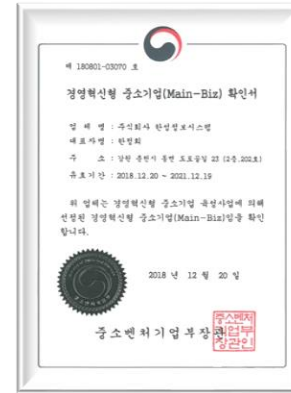 제 180801-03070 호
경영혁신형 중소기업(Main-Biz) 확인서
업 체 명 : 주식회사 한성정보시스템
대표자명 : 한정희
주 소 : 강원 춘천시 동면 23 (2층,202호)
유효기간 : 2018.12.20 ~ 2021.12.19
위 업체는 경영혁신형 중소기업 육성사업에 의해
선정된 경영혁신형 중소기업(Main-Biz)임을 확인
합니다.
2018 년 12 월 20 일
중소벤처기업부장관
중소벤처
기업부
장관인